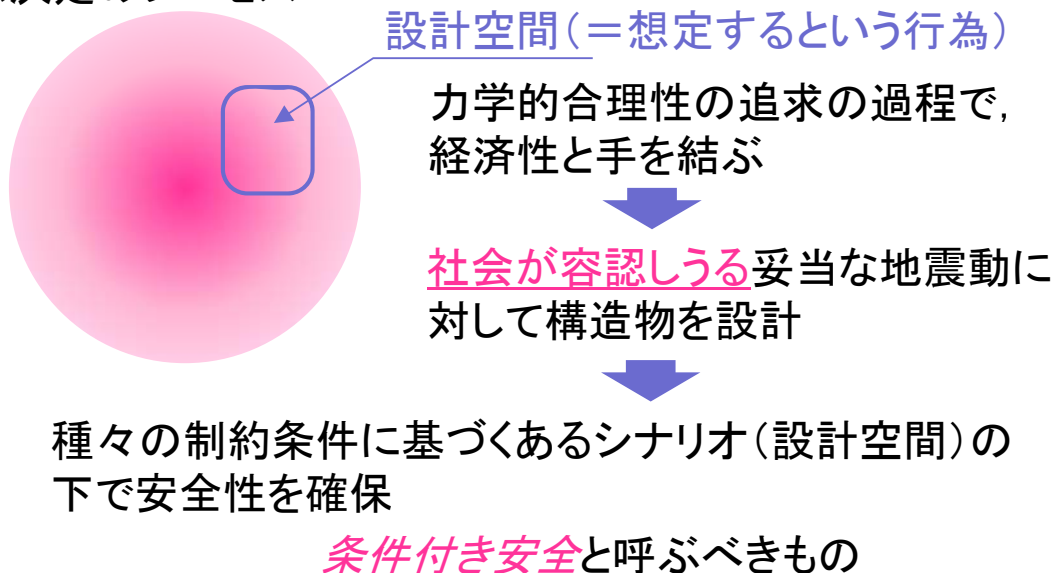 設計空間（＝想定するという行為）
力学的合理性の追求の過程で,
経済性と手を結ぶ
社会が容認しうる妥当な地震動に
対して構造物を設計
種々の制約条件に基づくあるシナリオ（設計空間）の
下で安全性を確保
条件付き安全と呼ぶべきもの